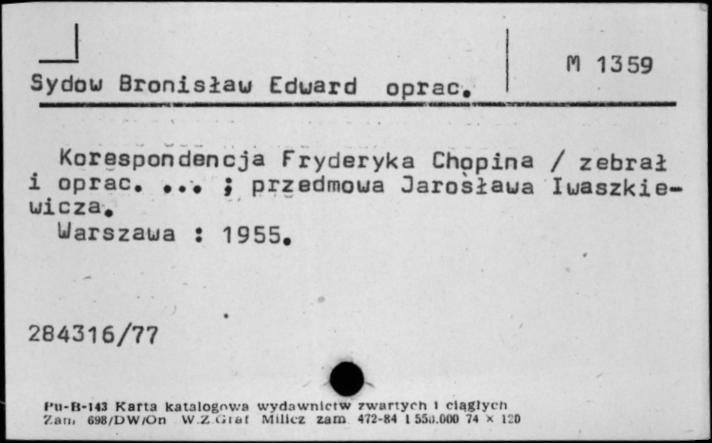 M 1359
Sydow Bronisław Edward oprac.
Korespondencja Fryderyka Chopina / zebrał
i oprac. ... ; przedmowa Jarosława Iwaszkie-
wicza.
Warszawa : 1955.
284316/77
Pu-B-143 Karta katalogowa wydawnictw zwartych i ciągłych
Zam. 698/DW/On W.Z.Graf Milicz zam. 472-84 1 550.000 74 × 120